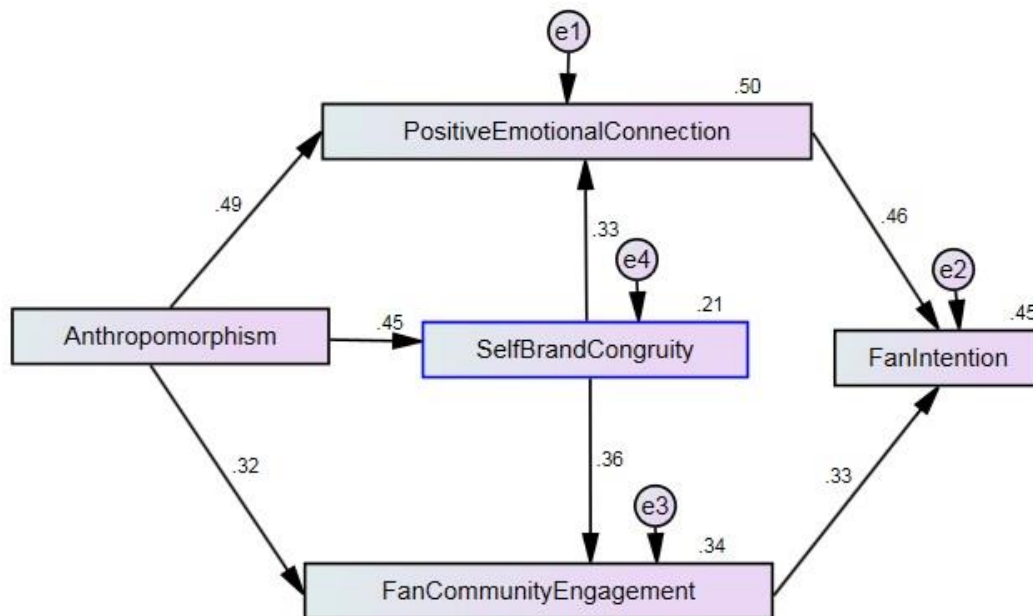 e1
.50
PositiveEmotionalConnection
.49
.33
.46
e4
e2
.45
.21
.45
Anthropomorphism
SelfBrandCongruity
FanIntention
.32
.36
.33
e3
.34
FanCommunityEngagement